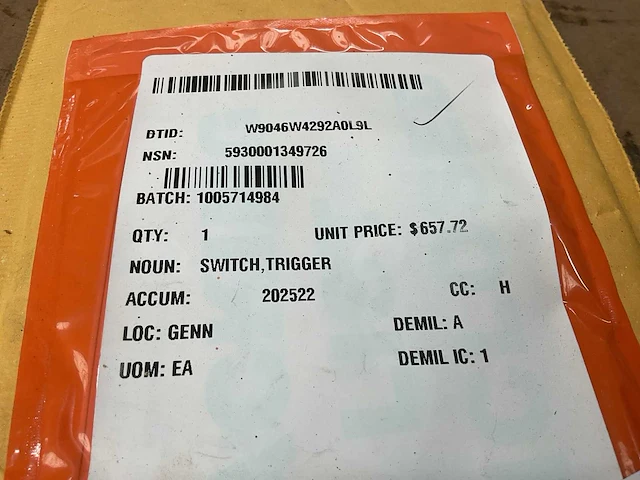 DTID: W9046W4292A0L9L
NSN: 5930001349726
BATCH: 1005714984
QTY: 1 UNIT PRICE: $657.72
NOUN: SWITCH,TRIGGER
ACCUM: 202522 CC: H
LOC: GENN DEMIL: A
UOM: EA DEMIL IC: 1